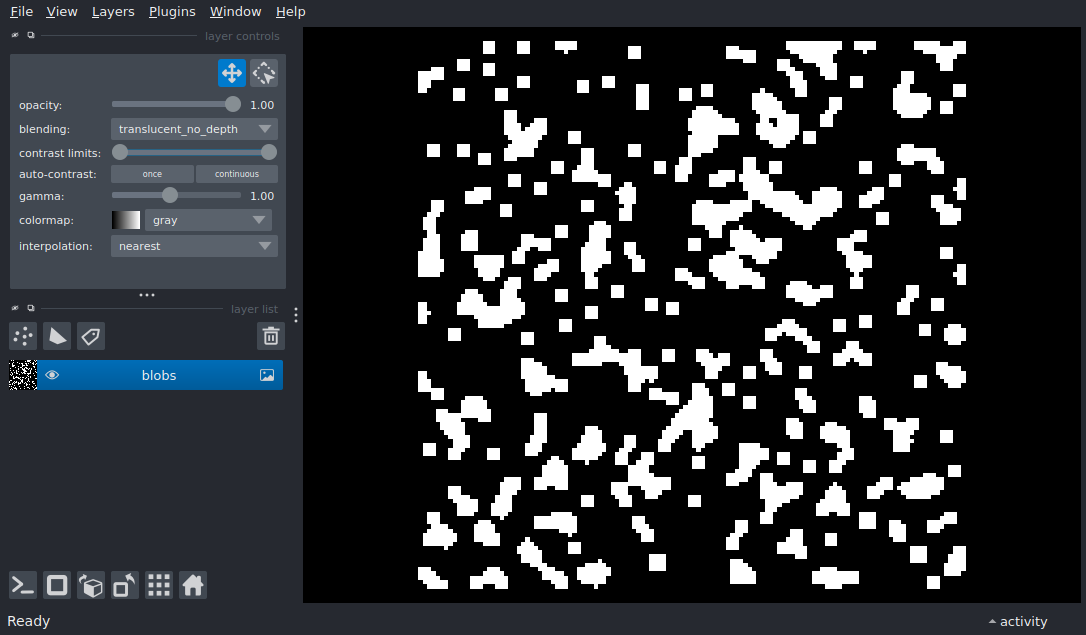 File View Layers Plugins Window Help
layer controls
opacity: 1.00
blending: translucent_no_depth
contrast limits:
auto-contrast: once continuous
gamma: 1.00
colormap: gray
interpolation: nearest
layer list
blobs
Ready activity